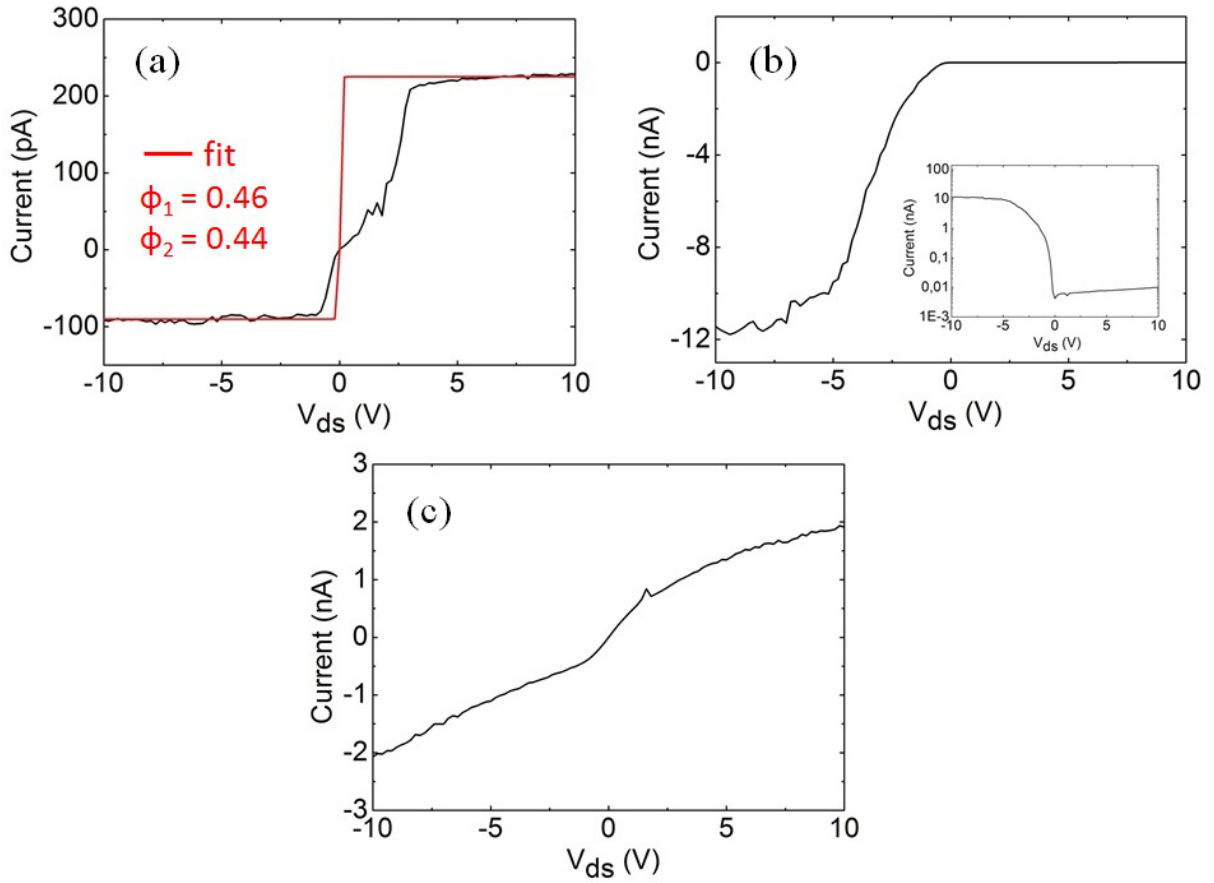 300
200
100
0
-100
Current (pA)
(a)
fit
ϕ1 = 0.46
ϕ2 = 0.44
-10 -5 0 5 10
Vds (V)
0
-4
-8
-12
Current (nA)
(b)
100
10
1
0,1
0,01
1E-3
Current (nA)
-10 -5 0 5 10
Vds (V)
-10 -5 0 5 10
Vds (V)
3
2
1
0
-1
-2
-3
Current (nA)
(c)
-10 -5 0 5 10
Vds (V)